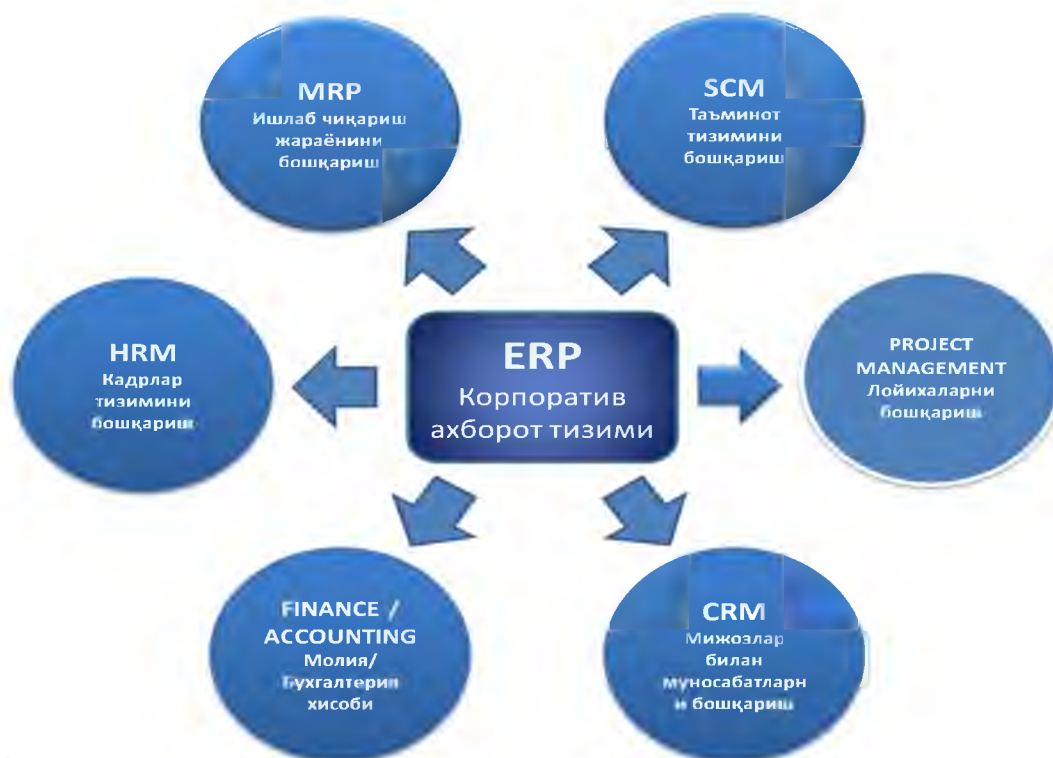 MRP
Ишлаб чиқариш
жараёнини
бошқариш
SCM
Таъминот
тизимини
бошқариш
HRM
Кадрлар
тизимини
бошқариш
ERP
Корпоратив
ахборот тизими
PROJECT
MANAGEMENT
Лойихаларни
бошқариш
FINANCE /
ACCOUNTING
Молия/
Бухгалтерия
хисоби
CRM
Мижозлар
билан
муносабатларн
и бошқариш